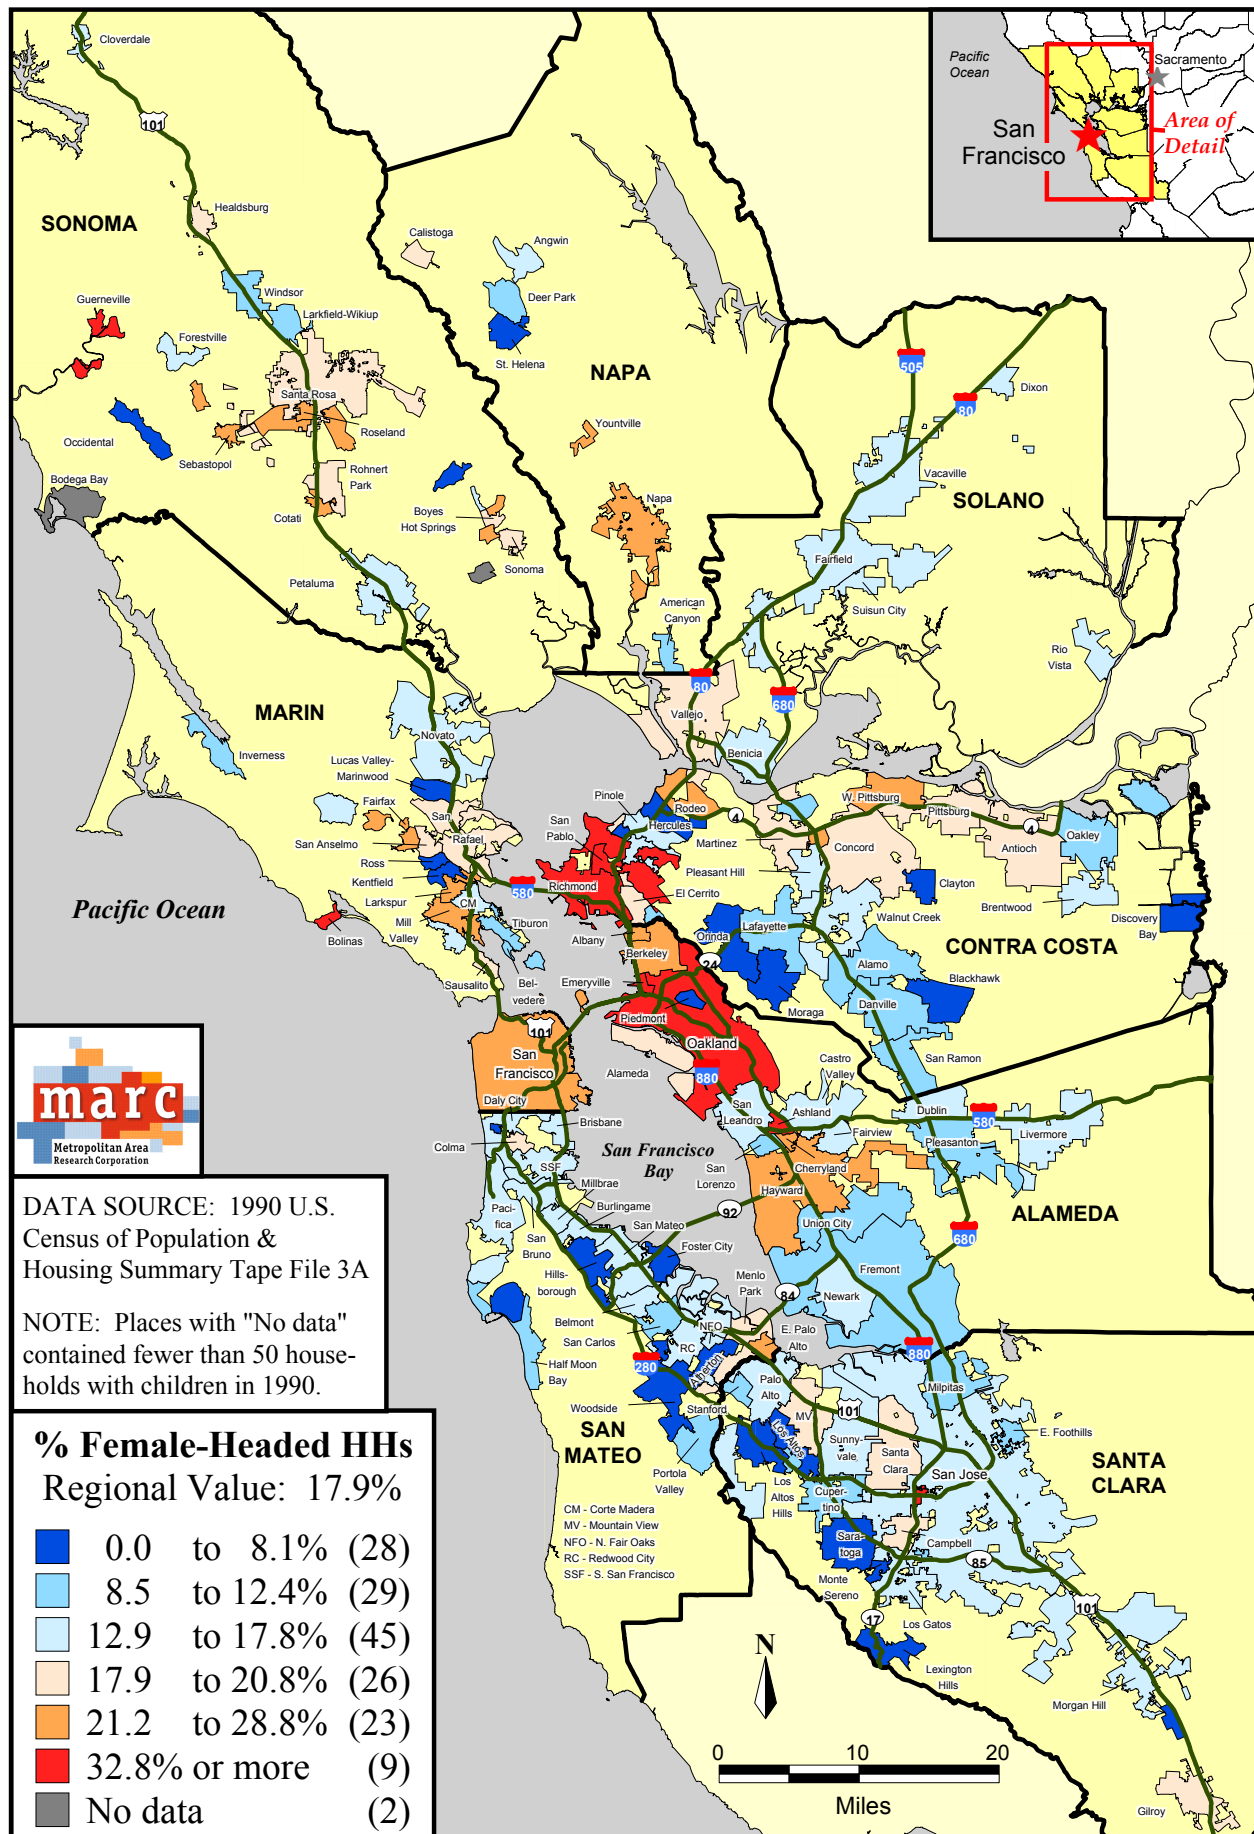 Pacific
Ocean
Sacramento
San
Francisco
Area of
Detail
Cloverdale
101
Healdsburg
SONOMA
Calistoga
Angwin
Guerneville
Windsor
Deer Park
Larkfield-Wikiup
Forestville
St. Helena
NAPA
505
80
Dixon
Santa Rosa
Roseland
Occidental
Sebastopol
Yountville
Rohnert
Park
Vacaville
SOLANO
Bodega Bay
Cotati
Boyes
Hot Springs
Napa
Sonoma
Fairfield
Petaluma
American
Canyon
Suisun City
Rio
Vista
80
680
MARIN
Vallejo
Novato
Inverness
Benicia
Lucas Valley-
Marinwood
Fairfax
San
Rafael
Pinole
Rodeo
W. Pittsburg
Pittsburg
San
Pablo
Hercules
4
4
Oakley
San Anselmo
Martinez
Concord
Antioch
Ross
Kentfield
580
Richmond
Pleasant Hill
Clayton
El Cerrito
Larkspur
CM
Brentwood
Pacific Ocean
Mill
Valley
Tiburon
Walnut Creek
Discovery
Bay
Bolinas
Albany
Orinda
Lafayette
CONTRA COSTA
Berkeley
24
Alamo
Sausalito
Bel-
vedere
Emeryville
Blackhawk
Moraga
Danville
101
Piedmont
San
Francisco
Oakland
San Ramon
Alameda
880
Castro
Valley
Daly City
San
Leandro
Ashland
Dublin
580
Brisbane
Fairview
Livermore
Colma
San Francisco
Bay
Pleasanton
SSF
San
Lorenzo
Cherryland
Millbrae
Hayward
Paci-
fica
Burlingame
92
ALAMEDA
San Mateo
Union City
680
San
Bruno
Foster City
Hills-
borough
Menlo
Park
Fremont
84
Newark
Belmont
NFO
E. Palo
Alto
San Carlos
RC
880
Half Moon
Bay
280
Atherton
Palo
Alto
Milpitas
Woodside
Stanford
MV
101
SAN
MATEO
Los Altos
Sunny-
vale
Santa
Clara
E. Foothills
SANTA
CLARA
Portola
Valley
Los
Altos
Hills
San Jose
Cuper-
tino
Sara-
toga
Campbell
85
Monte
Sereno
101
17
Los Gatos
Lexington
Hills
Morgan Hill
Gilroy
CM - Corte Madera
MV - Mountain View
NFO - N. Fair Oaks
RC - Redwood City
SSF - S. San Francisco
N
0 10 20
Miles
marc
Metropolitan Area
Research Corporation
DATA SOURCE: 1990 U.S.
Census of Population &
Housing Summary Tape File 3A
NOTE: Places with "No data"
contained fewer than 50 house-
holds with children in 1990.
% Female-Headed HHs
Regional Value: 17.9%
0.0 to 8.1% (28)
8.5 to 12.4% (29)
12.9 to 17.8% (45)
17.9 to 20.8% (26)
21.2 to 28.8% (23)
32.8% or more (9)
No data (2)